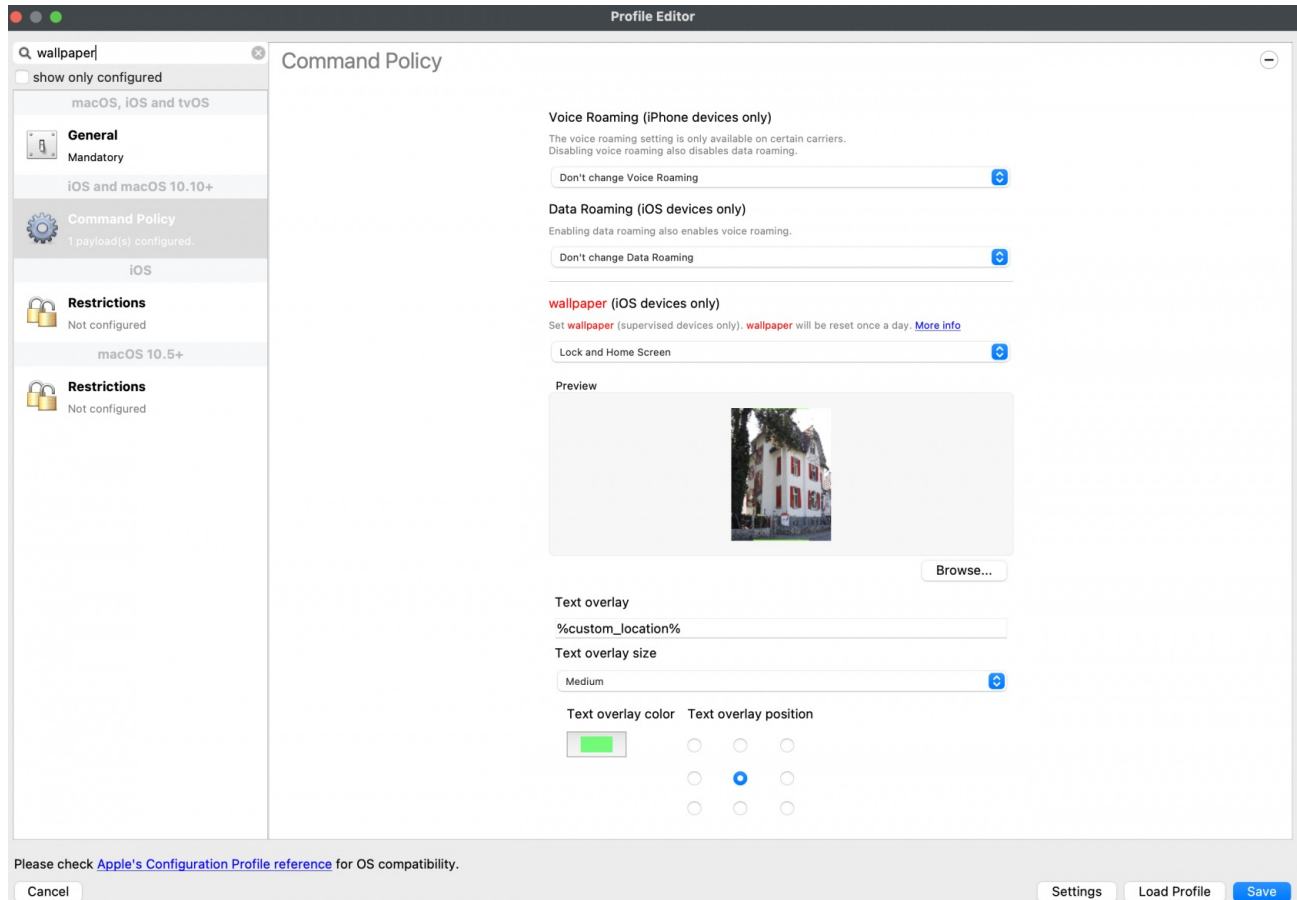 Profile Editor
wallpaper
show only configured
macOS, iOS and tvOS
General
Mandatory
iOS and macOS 10.10+
Command Policy
1 payload(s) configured.
iOS
Restrictions
Not configured
macOS 10.5+
Restrictions
Not configured
Command Policy
Voice Roaming (iPhone devices only)
The voice roaming setting is only available on certain carriers.
Disabling voice roaming also disables data roaming.
Don't change Voice Roaming
Data Roaming (iOS devices only)
Enabling data roaming also enables voice roaming.
Don't change Data Roaming
wallpaper (iOS devices only)
Set wallpaper (supervised devices only). wallpaper will be reset once a day. More info
Lock and Home Screen
Preview
Browse...
Text overlay
%custom_location%
Text overlay size
Medium
Text overlay color Text overlay position
Please check Apple's Configuration Profile reference for OS compatibility.
Cancel Settings Load Profile Save